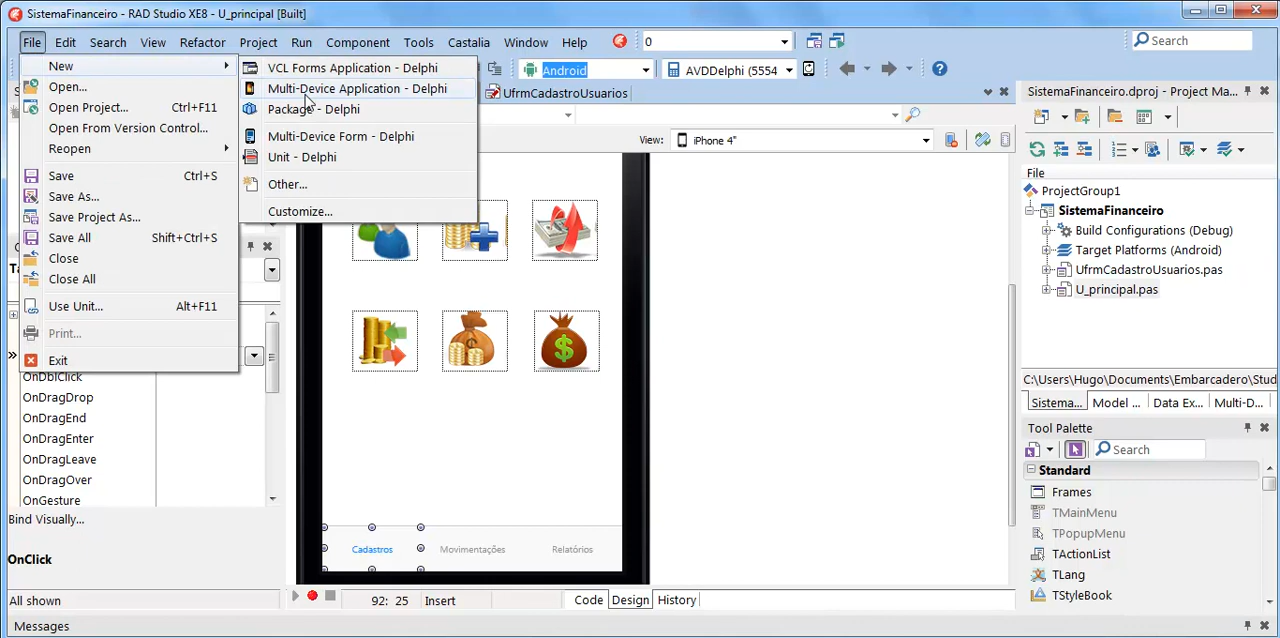 SistemaFinanceiro - RAD Studio XE8 - U_principal [Built]
File Edit Search View Refactor Project Run Component Tools Castalia Window Help 0 Search
New
Open...
Open Project... Ctrl+F11
Open From Version Control...
Reopen
Save Ctrl+S
Save As...
Save Project As...
Save All Shift+Ctrl+S
Close
Close All
Use Unit... Alt+F11
Print...
Exit
VCL Forms Application - Delphi
Multi-Device Application - Delphi
Package - Delphi
Multi-Device Form - Delphi
Unit - Delphi
Other...
Customize...
Android AVDDelphi (5554
UfrmCadastroUsuarios
View: iPhone 4"
OnDblClick
OnDragDrop
OnDragEnd
OnDragEnter
OnDragLeave
OnDragOver
OnGesture
Bind Visually...
OnClick
All shown
Cadastros Movimentações Relatórios
92: 25 Insert Code Design History
SistemaFinanceiro.dproj - Project Ma...
File
ProjectGroup1
SistemaFinanceiro
Build Configurations (Debug)
Target Platforms (Android)
UfrmCadastroUsuarios.pas
U_principal.pas
C:\Users\Hugo\Documents\Embarcadero\Stud
Sistema... Model ... Data Ex... Multi-D...
Tool Palette
Search
Standard
Frames
TMainMenu
TPopupMenu
TActionList
TLang
TStyleBook
Messages